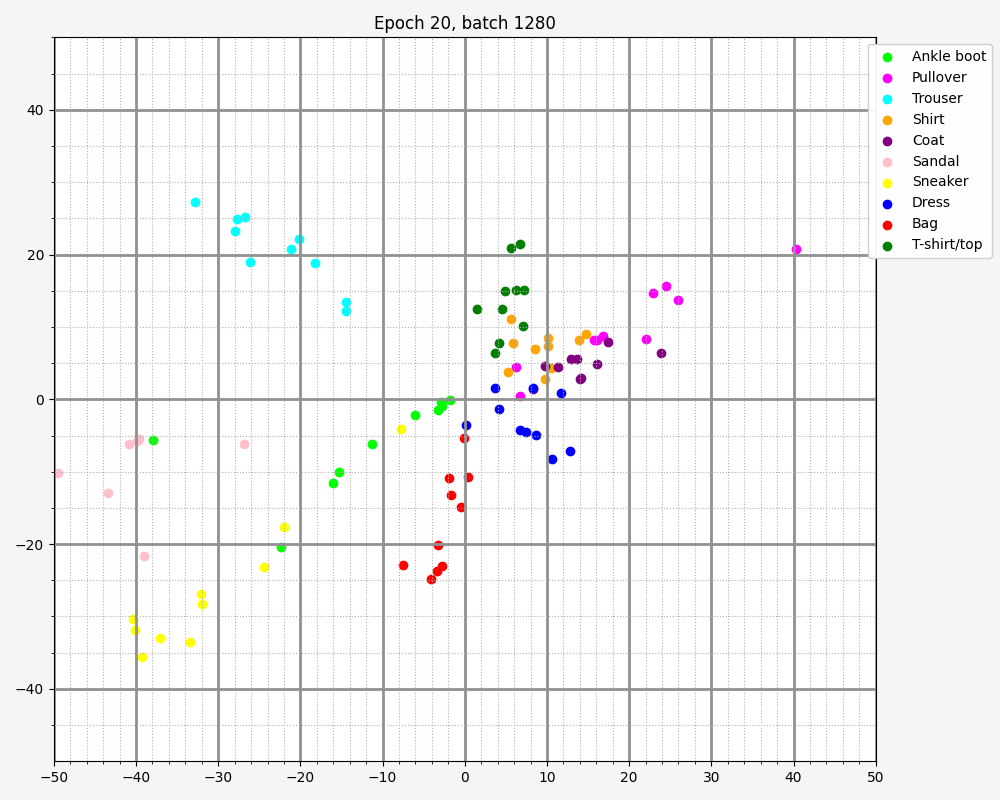 Epoch 20, batch 1280
Ankle boot
Pullover
Trouser
Shirt
Coat
Sandal
Sneaker
Dress
Bag
T-shirt/top
40
20
0
−20
−40
−50 −40 −30 −20 −10 0 10 20 30 40 50